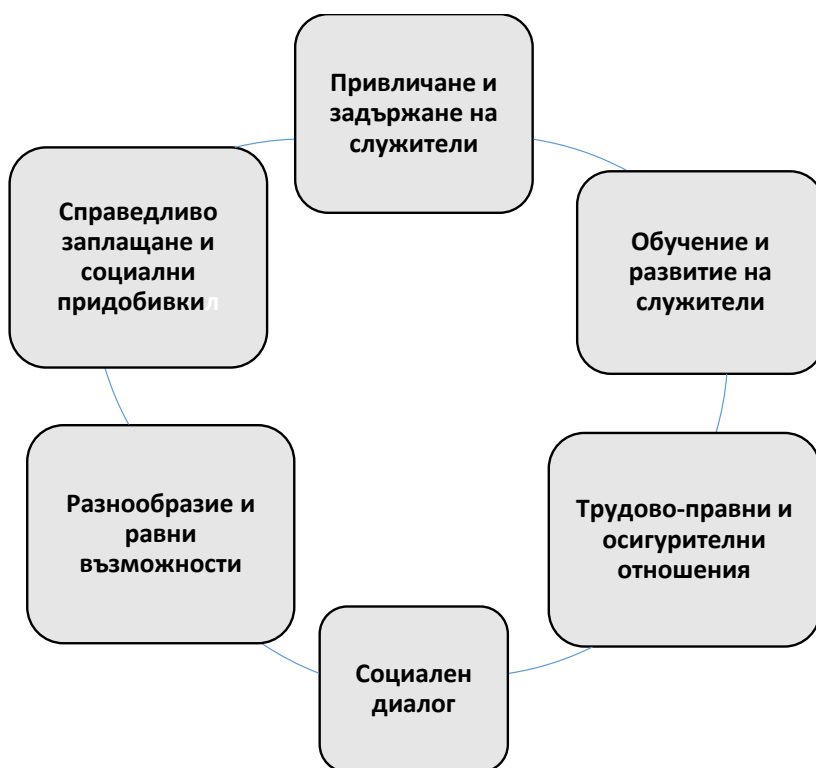 Привличане и
задържане на
служители
Обучение и
развитие на
служители
Трудово-правни и
осигурителни
отношения
Социален
диалог
Разнообразие и
равни
възможности
Справедливо
заплащане и
социални
придобивкил